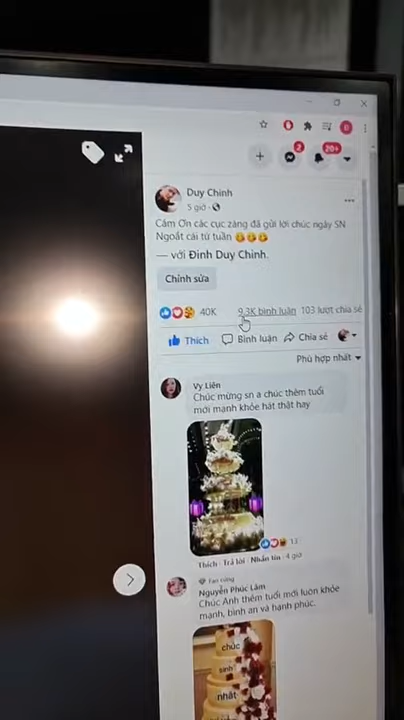 2
20+
Duy Chinh
5 giờ
Cảm Ơn các cục zàng đã gửi lời chúc ngày SN
Ngoắt cái từ tuần
— với Đinh Duy Chinh.
Chỉnh sửa
40K 9,3K bình luận 103 lượt chia sẻ
Thích Bình luận Chia sẻ
Phù hợp nhất
Vy Liên
Chúc mừng sn a chúc thêm tuổi
mới mạnh khỏe hát thật hay
13
Thích · Trả lời · Nhắn tin · 4 giờ
Fan cứng
Nguyễn Phúc Lâm
Chúc Anh thêm tuổi mới luôn khỏe
mạnh, bình an và hạnh phúc.
chúc
sinh
nhật